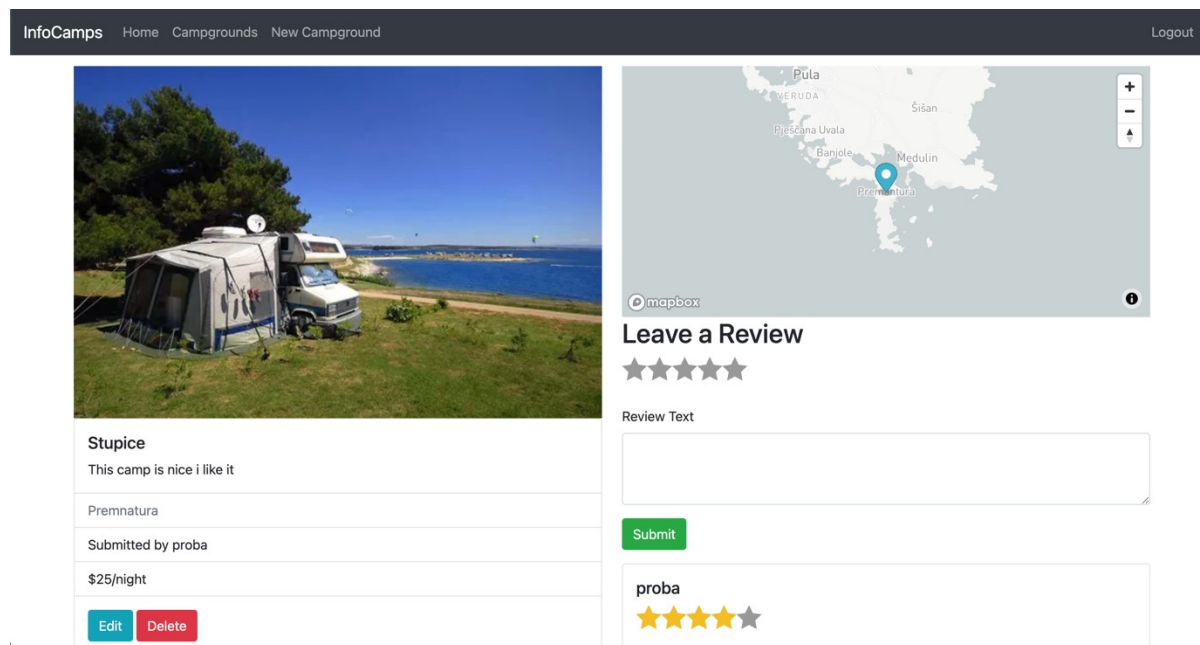 InfoCamps Home Campgrounds New Campground Logout
Pula
VERUDA
Šišan
Pješčana Uvala
Banjole
Medulin
Premantura
mapbox
Stupice
This camp is nice i like it
Premnatura
Submitted by proba
$25/night
Edit Delete
Leave a Review
Review Text
Submit
proba